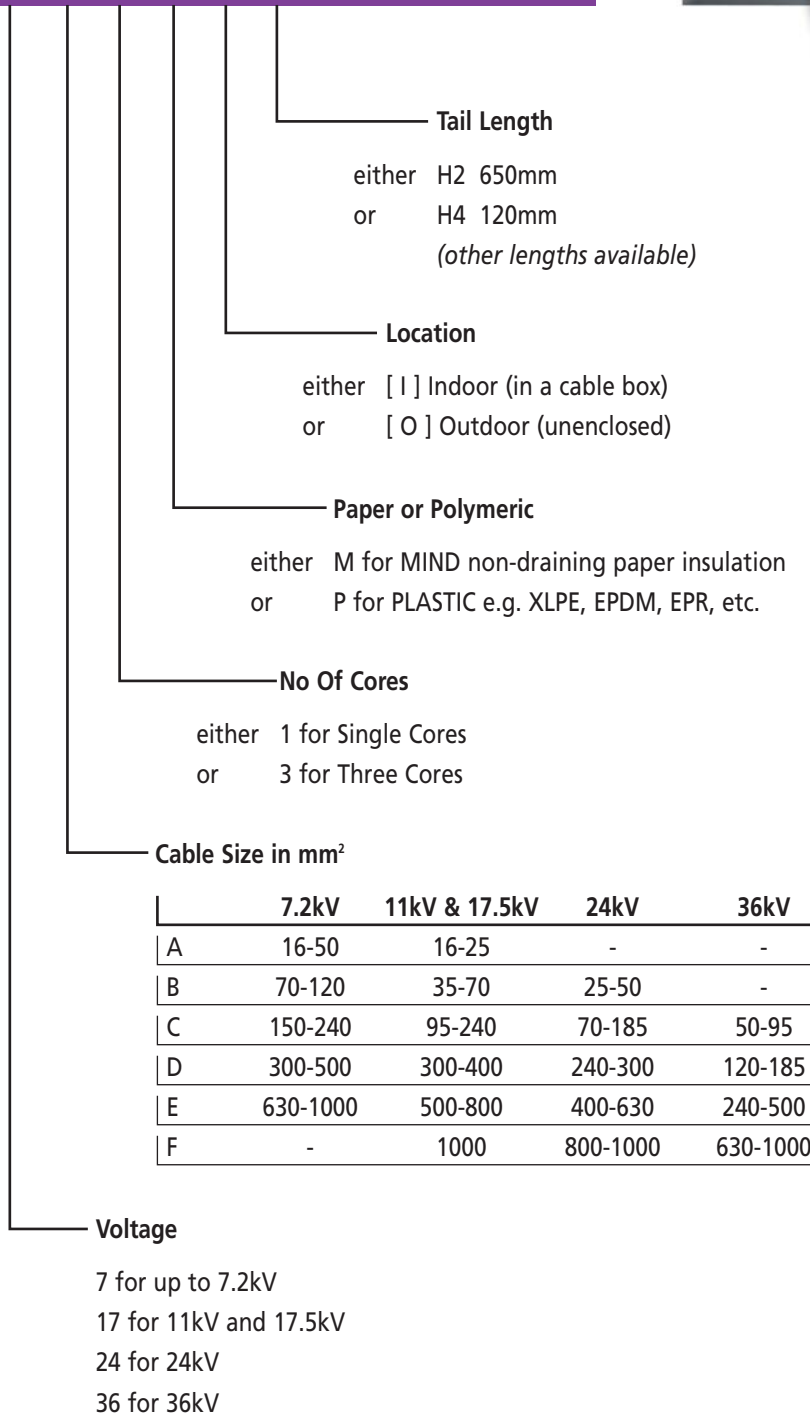 Tail Length
either H2 650mm
or H4 120mm
(other lengths available)
Location
either [ I ] Indoor (in a cable box)
or [ O ] Outdoor (unenclosed)
Paper or Polymeric
either M for MIND non-draining paper insulation
or P for PLASTIC e.g. XLPE, EPDM, EPR, etc.
No Of Cores
either 1 for Single Cores
or 3 for Three Cores
Cable Size in mm²
7.2kV 11kV & 17.5kV 24kV 36kV
A 16-50 16-25 - -
B 70-120 35-70 25-50 -
C 150-240 95-240 70-185 50-95
D 300-500 300-400 240-300 120-185
E 630-1000 500-800 400-630 240-500
F - 1000 800-1000 630-1000
Voltage
7 for up to 7.2kV
17 for 11kV and 17.5kV
24 for 24kV
36 for 36kV